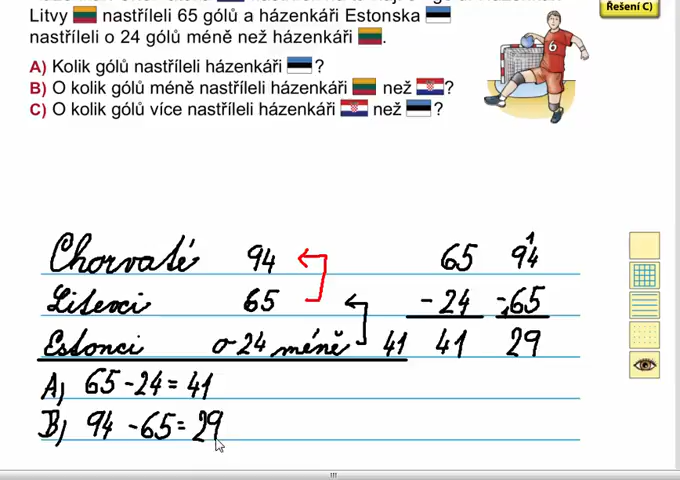 Litvy nastříleli 65 gólů a házenkáři Estonska
nastříleli o 24 gólů méně než házenkáři .
A) Kolik gólů nastříleli házenkáři ?
B) O kolik gólů méně nastříleli házenkáři než ?
C) O kolik gólů více nastříleli házenkáři než ?
Řešení C)
6
Chorvaté 94 65 94 1
Litevci 65 - 24 - 65
Estonci o 24 méně 41 41 29
A) 65 - 24 = 41
B) 94 - 65 = 29